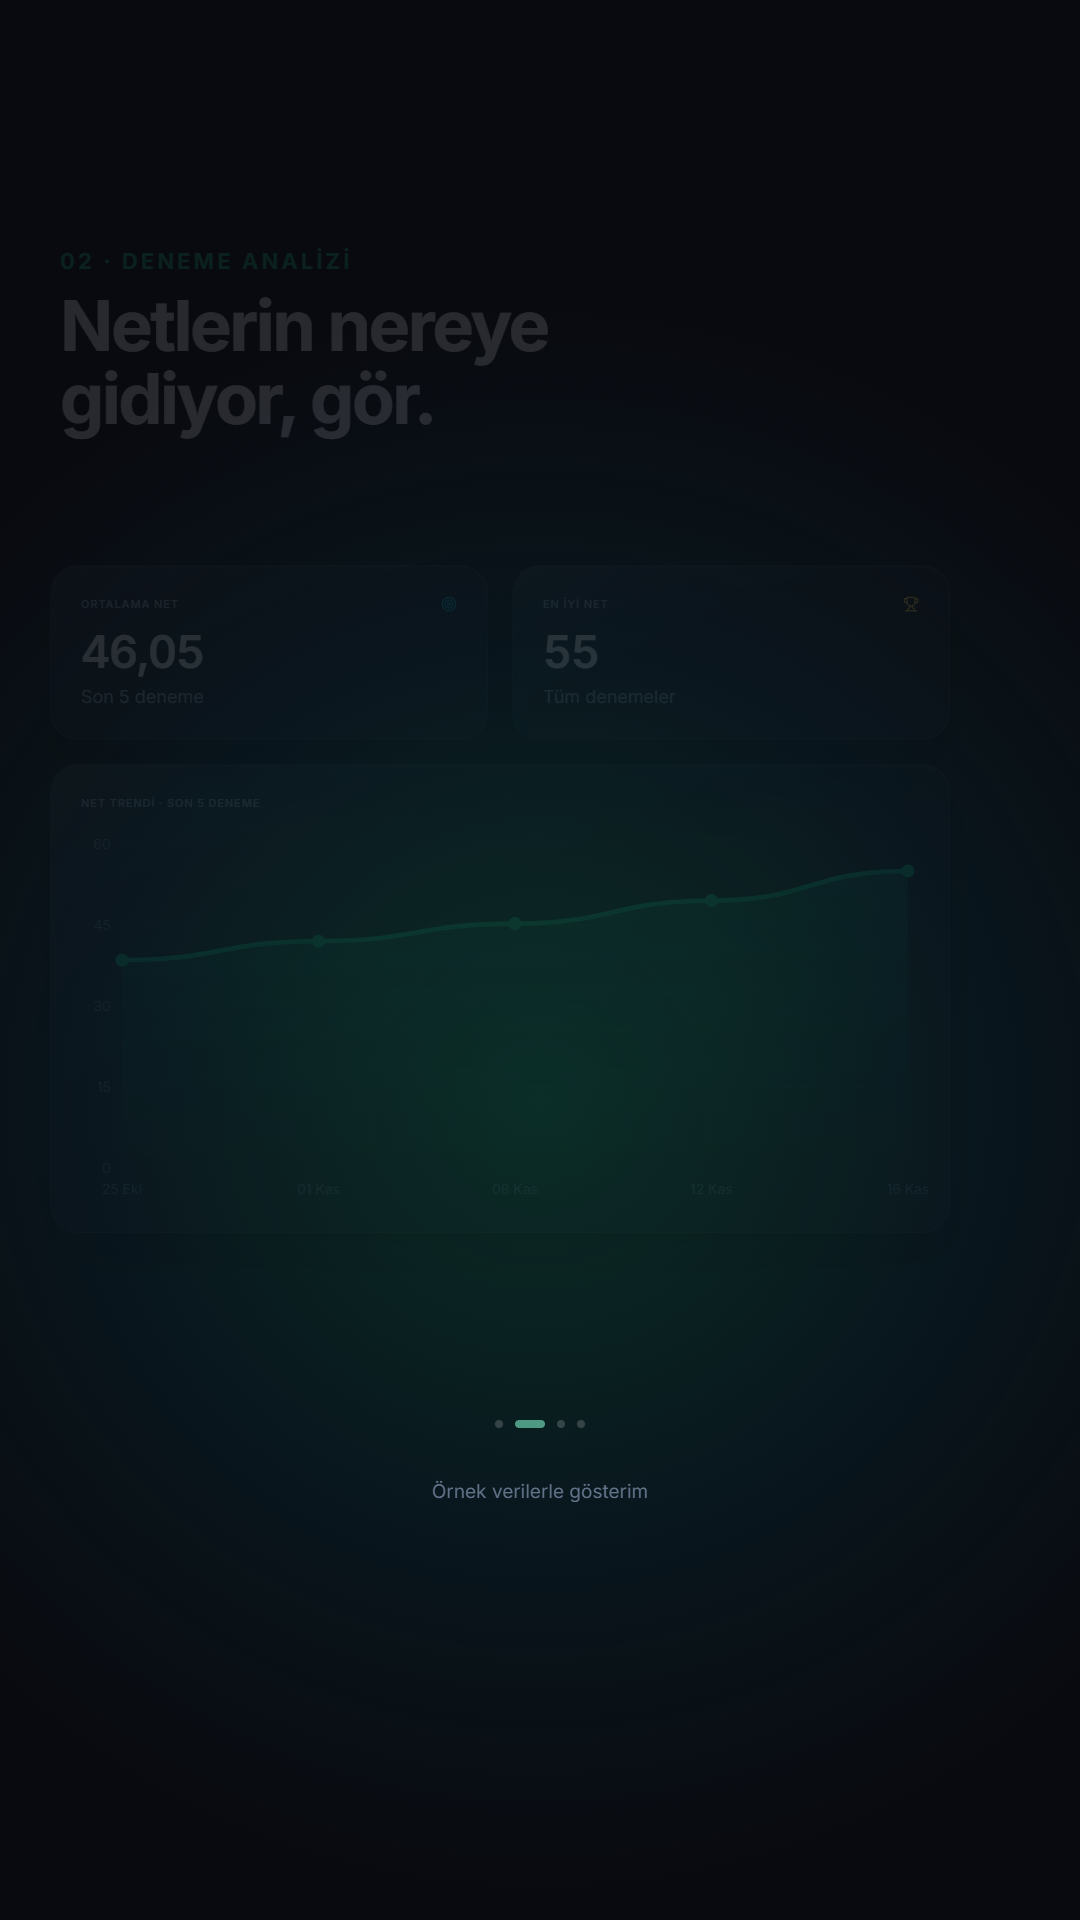 02 · DENEME ANALİZİ
Netlerin nereye
gidiyor, gör.
ORTALAMA NET
46,05
Son 5 deneme
EN İYİ NET
55
Tüm denemeler
NET TRENDİ · SON 5 DENEME
60
45
30
15
0
25 Eki
01 Kas
08 Kas
12 Kas
16 Kas
Örnek verilerle gösterim